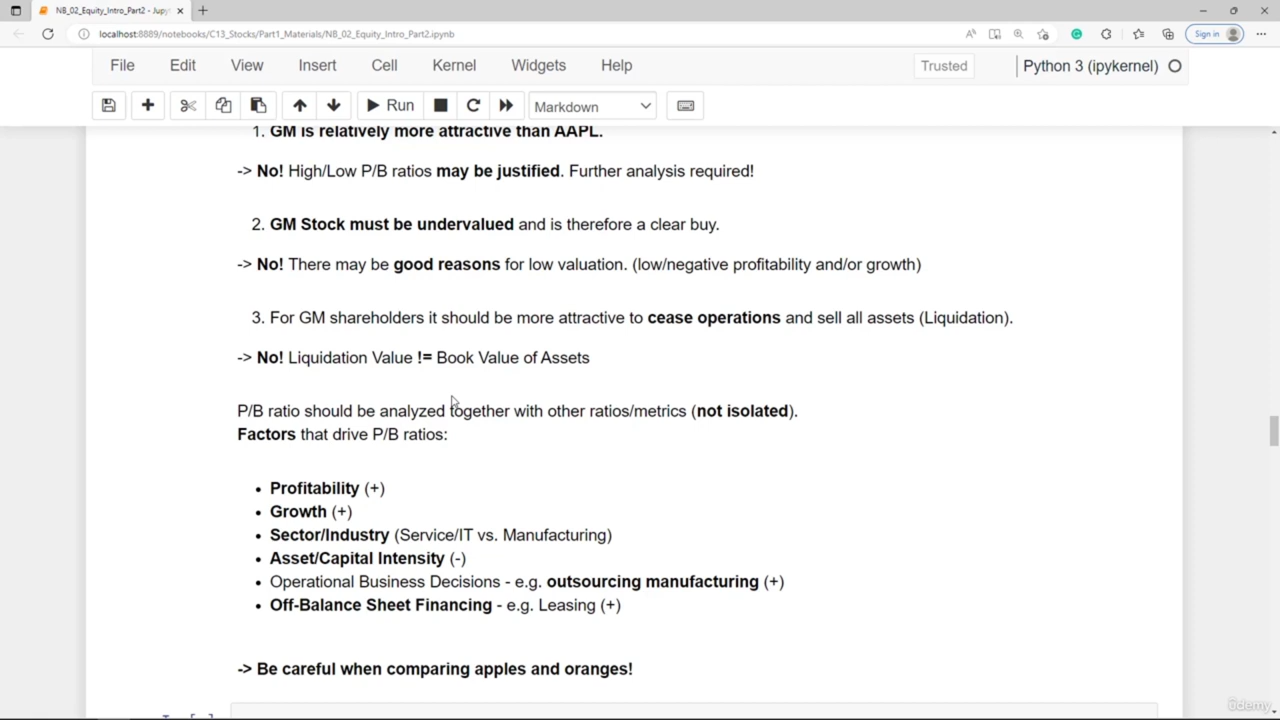 NB_02_Equity_Intro_Part2 - Jupyt
localhost:8889/notebooks/C13_Stocks/Part1_Materials/NB_02_Equity_Intro_Part2.ipynb
Sign in
File Edit View Insert Cell Kernel Widgets Help Trusted Python 3 (ipykernel)
Run Markdown
1. GM is relatively more attractive than AAPL.
-> No! High/Low P/B ratios may be justified. Further analysis required!
2. GM Stock must be undervalued and is therefore a clear buy.
-> No! There may be good reasons for low valuation. (low/negative profitability and/or growth)
3. For GM shareholders it should be more attractive to cease operations and sell all assets (Liquidation).
-> No! Liquidation Value != Book Value of Assets
P/B ratio should be analyzed together with other ratios/metrics (not isolated).
Factors that drive P/B ratios:
• Profitability (+)
• Growth (+)
• Sector/Industry (Service/IT vs. Manufacturing)
• Asset/Capital Intensity (-)
• Operational Business Decisions - e.g. outsourcing manufacturing (+)
• Off-Balance Sheet Financing - e.g. Leasing (+)
-> Be careful when comparing apples and oranges!
Udemy